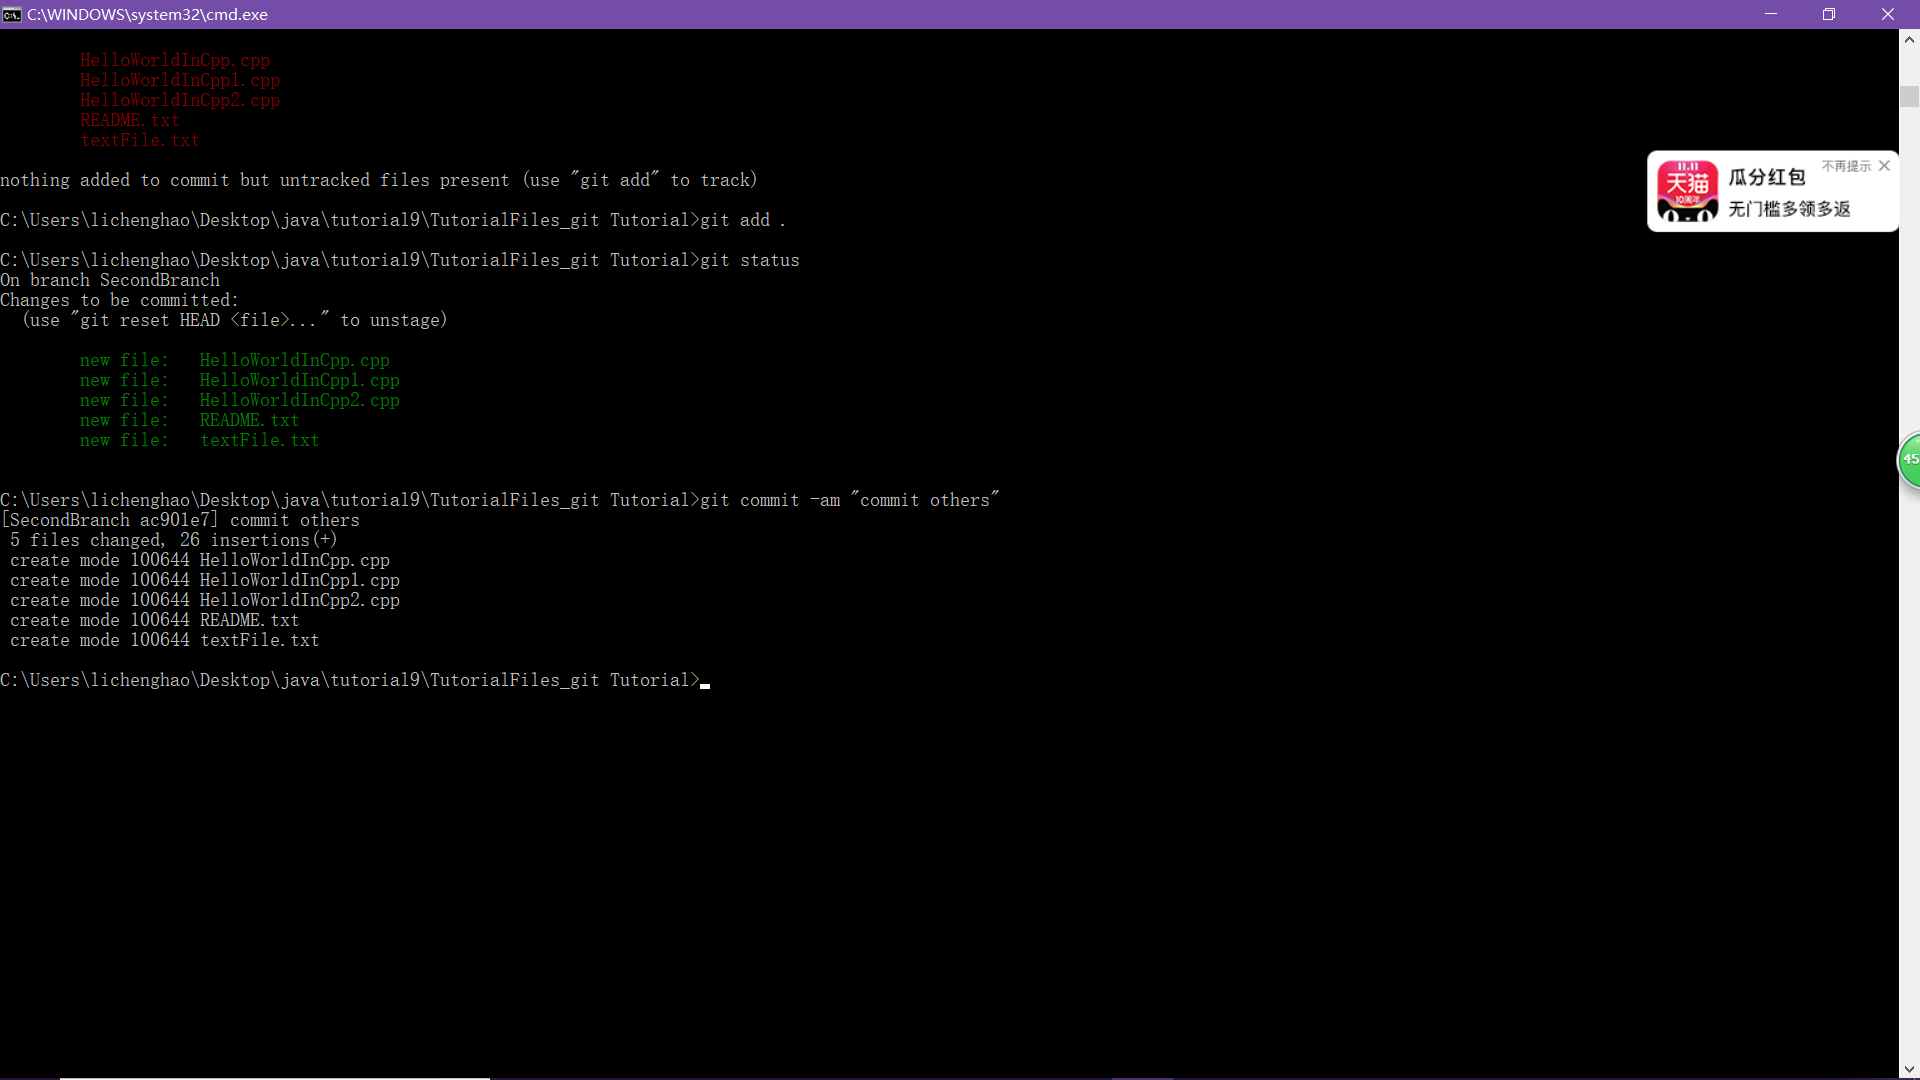 C:\WINDOWS\system32\cmd.exe
HelloWorldInCpp.cpp
HelloWorldInCpp1.cpp
HelloWorldInCpp2.cpp
README.txt
textFile.txt
nothing added to commit but untracked files present (use "git add" to track)
C:\Users\lichenghao\Desktop\java\tutorial9\TutorialFiles_git Tutorial>git add .
C:\Users\lichenghao\Desktop\java\tutorial9\TutorialFiles_git Tutorial>git status
On branch SecondBranch
Changes to be committed:
(use "git reset HEAD <file>..." to unstage)
new file: HelloWorldInCpp.cpp
new file: HelloWorldInCpp1.cpp
new file: HelloWorldInCpp2.cpp
new file: README.txt
new file: textFile.txt
C:\Users\lichenghao\Desktop\java\tutorial9\TutorialFiles_git Tutorial>git commit -am "commit others"
[SecondBranch ac901e7] commit others
5 files changed, 26 insertions(+)
create mode 100644 HelloWorldInCpp.cpp
create mode 100644 HelloWorldInCpp1.cpp
create mode 100644 HelloWorldInCpp2.cpp
create mode 100644 README.txt
create mode 100644 textFile.txt
C:\Users\lichenghao\Desktop\java\tutorial9\TutorialFiles_git Tutorial>
不再提示
11.11
天猫
10周年
瓜分红包
无门槛多领多返
45